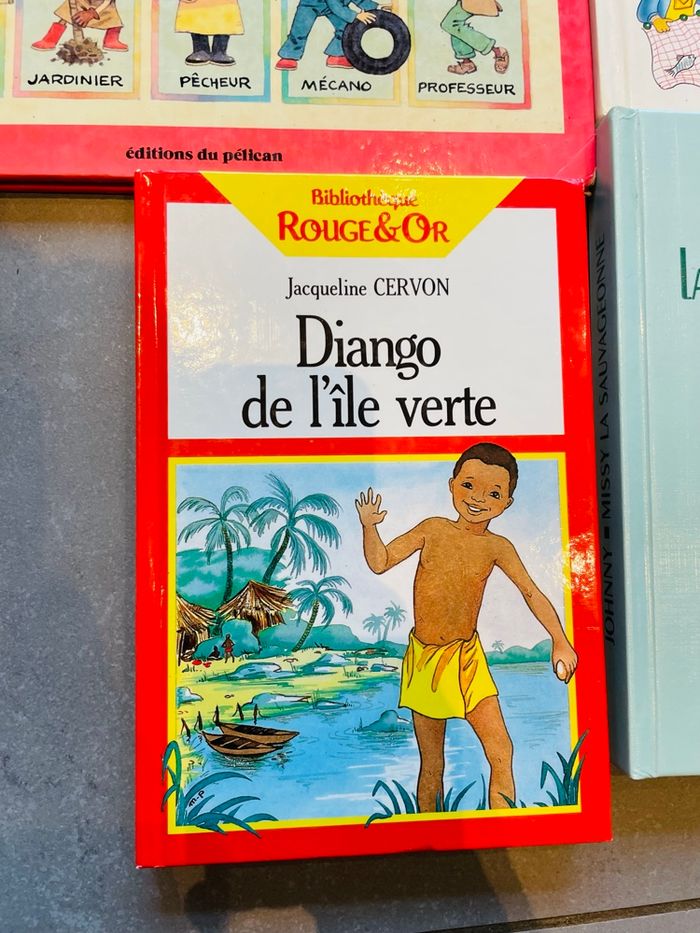 JARDINIER
PÊCHEUR
MÉCANO
PROFESSEUR
éditions du pélican
Bibliothèque
ROUGE&OR
Jacqueline CERVON
Diango
de l'île verte
JOHNNY ■ MISSY LA SAUVAGEONNE
LA
m-P